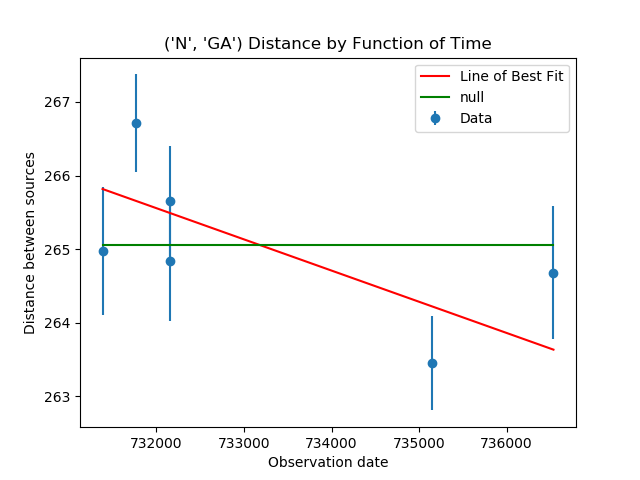 ('N', 'GA') Distance by Function of Time
Line of Best Fit
null
Data
267
266
265
264
263
Distance between sources
732000
733000
734000
735000
736000
Observation date